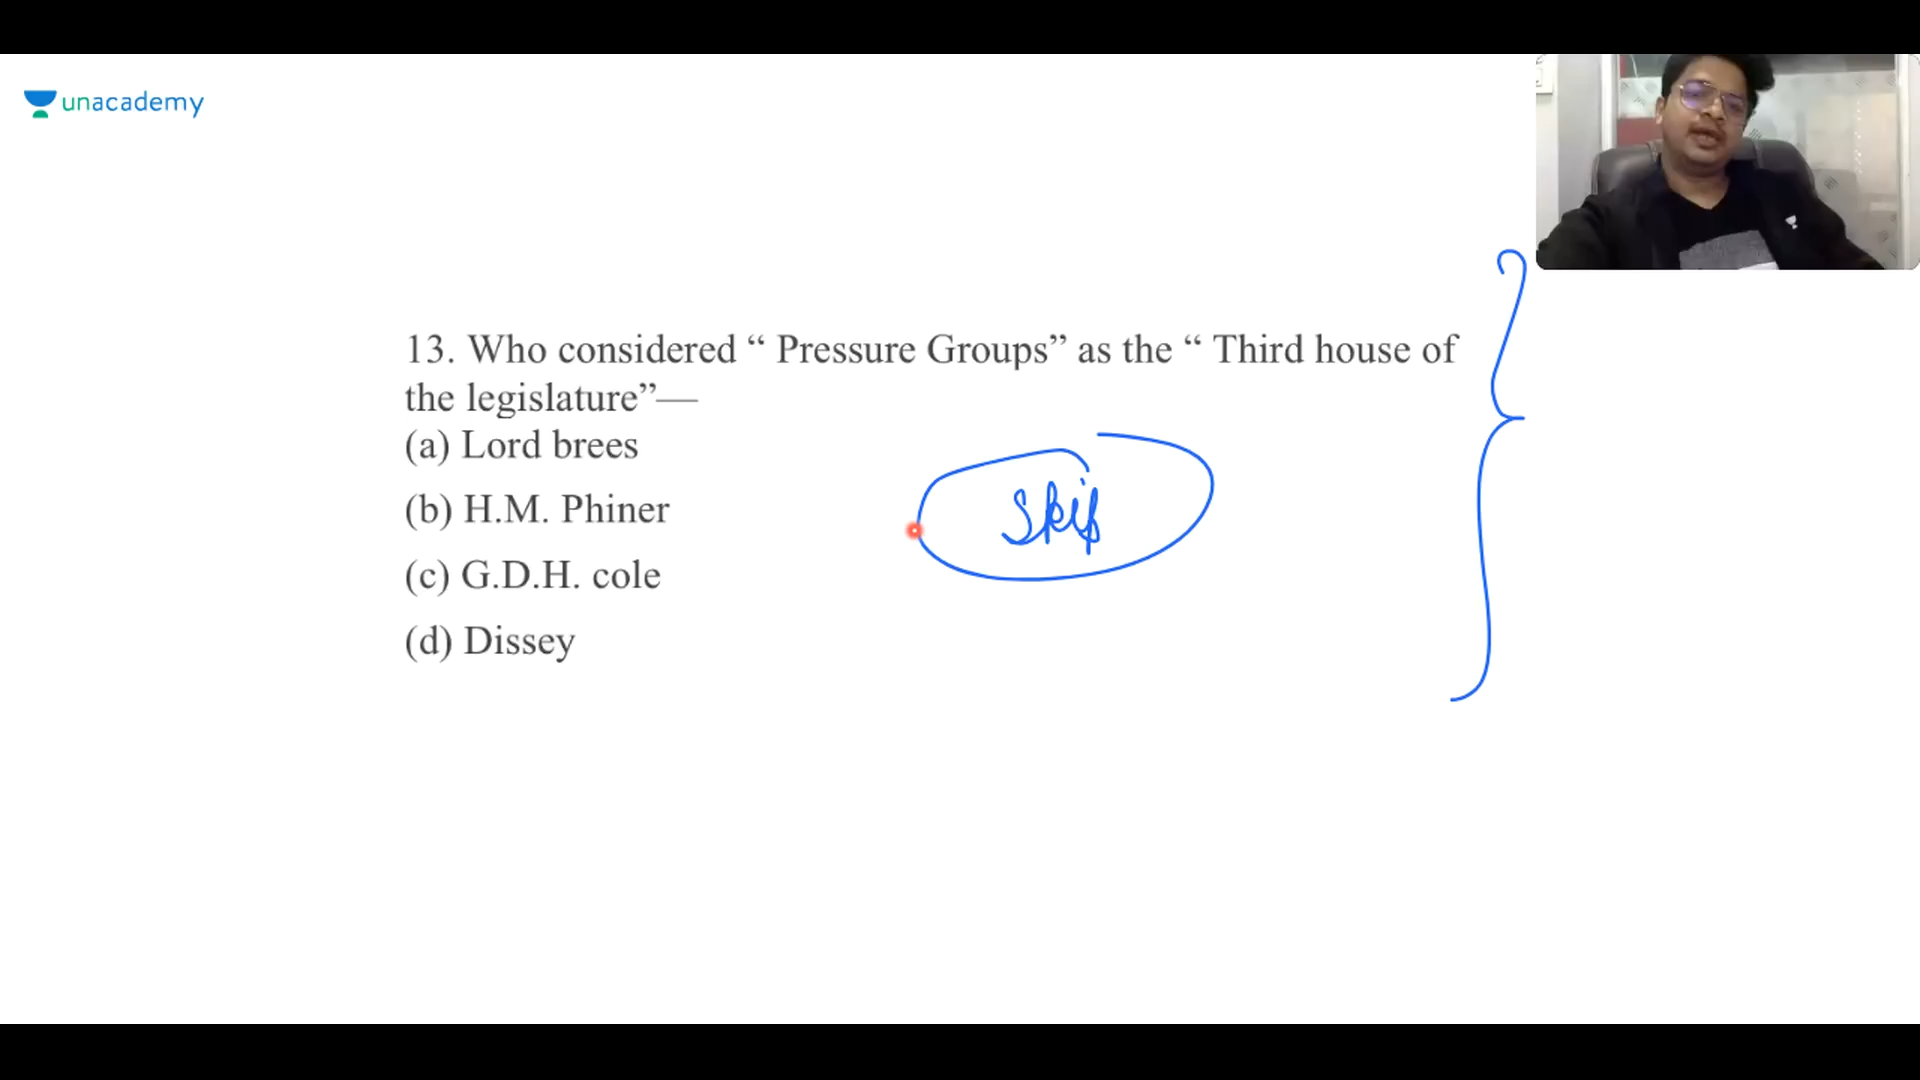 unacademy
13. Who considered “ Pressure Groups” as the “ Third house of
the legislature”—
(a) Lord brees
(b) H.M. Phiner
(c) G.D.H. cole
(d) Dissey
Skip